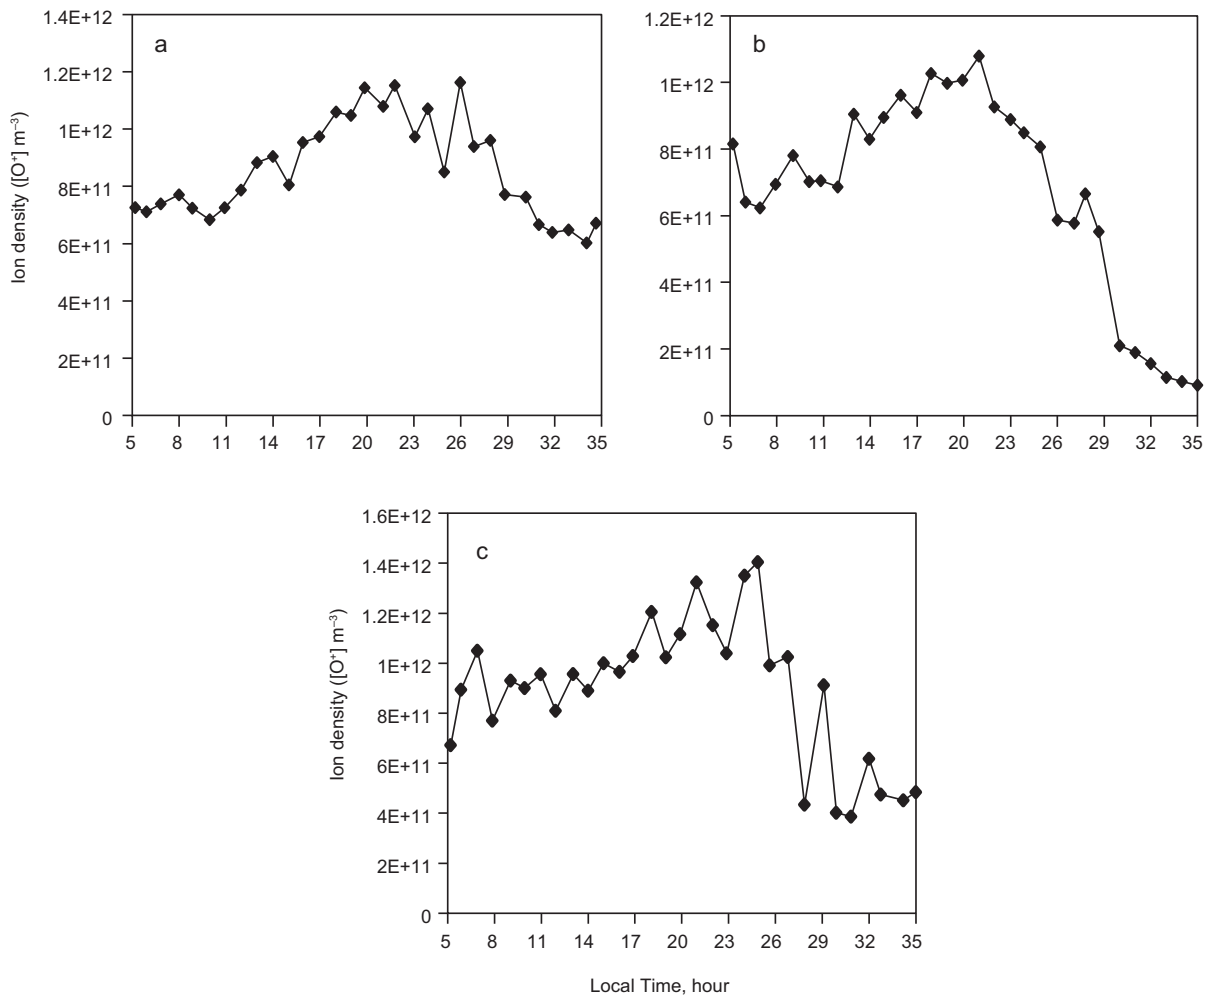 a
1.4E+12
1.2E+12
1E+12
8E+11
6E+11
4E+11
2E+11
0
5 8 11 14 17 20 23 26 29 32 35
Ion density ([O⁺] m⁻³)
b
1.2E+12
1E+12
8E+11
6E+11
4E+11
2E+11
0
5 8 11 14 17 20 23 26 29 32 35
c
1.6E+12
1.4E+12
1.2E+12
1E+12
8E+11
6E+11
4E+11
2E+11
0
5 8 11 14 17 20 23 26 29 32 35
Ion density ([O⁺] m⁻³)
Local Time, hour